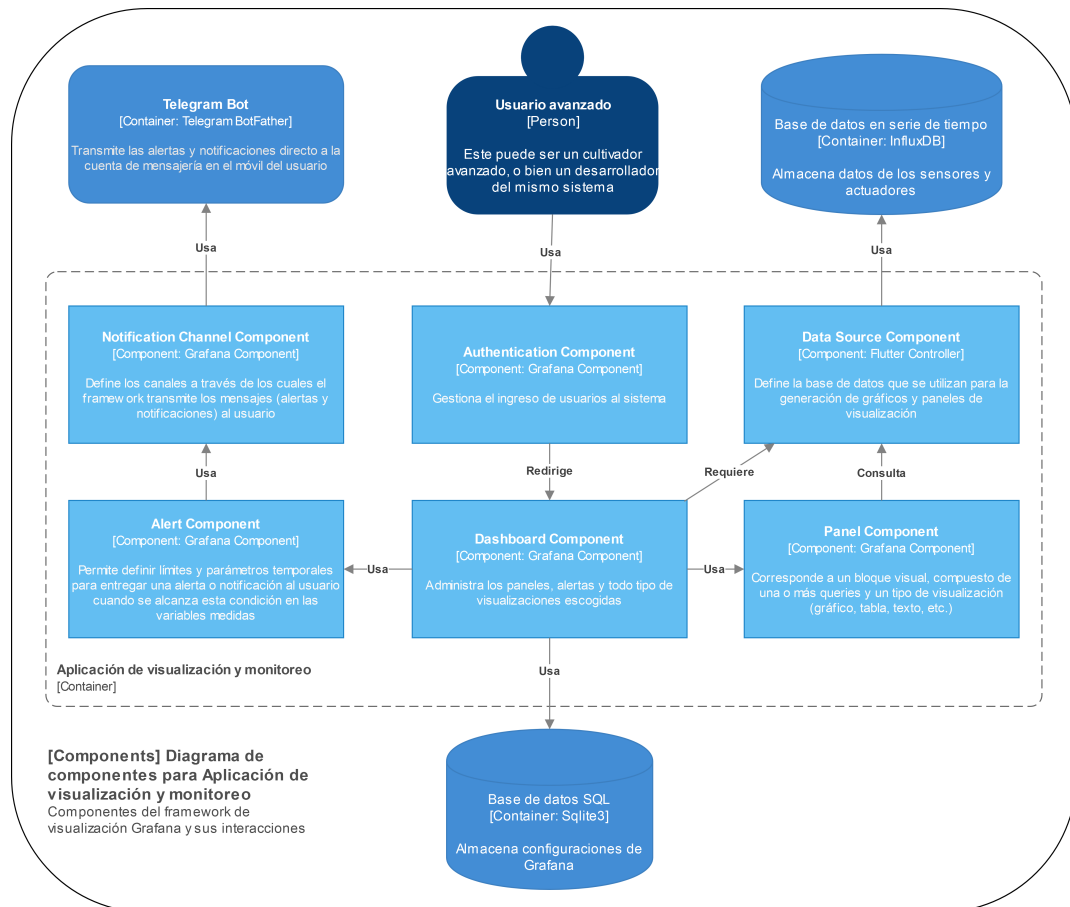 Telegram Bot
[Container: Telegram BotFather]
Transmite las alertas y notificaciones directo a la
cuenta de mensajería en el móvil del usuario
Usuario avanzado
[Person]
Este puede ser un cultivador
avanzado, o bien un desarrollador
del mismo sistema
Base de datos en serie de tiempo
[Container: InfluxDB]
Almacena datos de los sensores y
actuadores
Usa
Usa
Usa
Notification Channel Component
[Component: Grafana Component]
Define los canales a través de los cuales el
framework transmite los mensajes (alertas y
notificaciones) al usuario
Authentication Component
[Component: Grafana Component]
Gestiona el ingreso de usuarios al sistema
Data Source Component
[Component: Flutter Controller]
Define la base de datos que se utilizan para la
generación de gráficos y paneles de
visualización
Usa
Redirige
Requiere
Consulta
Alert Component
[Component: Grafana Component]
Permite definir límites y parámetros temporales
para entregar una alerta o notificación al usuario
cuando se alcanza esta condición en las
variables medidas
Usa
Dashboard Component
[Component: Grafana Component]
Administra los paneles, alertas y todo tipo de
visualizaciones escogidas
Usa
Panel Component
[Component: Grafana Component]
Corresponde a un bloque visual, compuesto de
una o más queries y un tipo de visualización
(gráfico, tabla, texto, etc.)
Aplicación de visualización y monitoreo
[Container]
Usa
[Components] Diagrama de
componentes para Aplicación de
visualización y monitoreo
Componentes del framework de
visualización Grafana y sus interacciones
Base de datos SQL
[Container: Sqlite3]
Almacena configuraciones de
Grafana